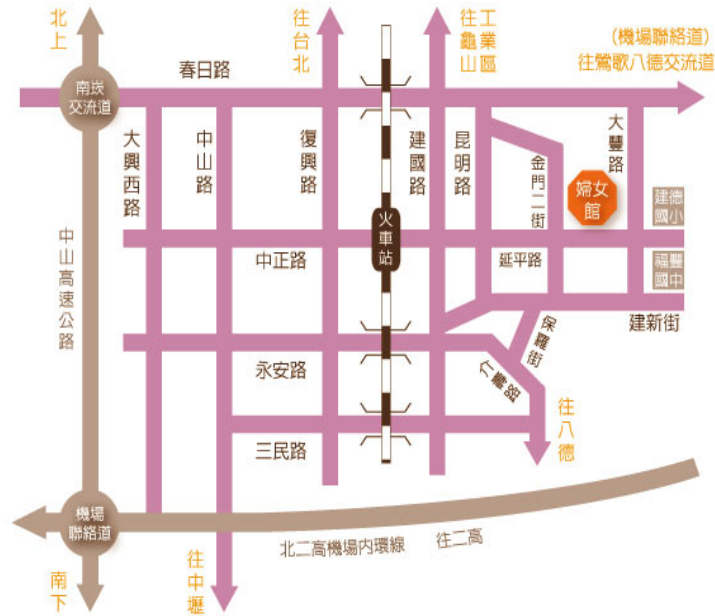 北上
往台北
往龜山
工業區
(機場聯絡道)
往鶯歌八德交流道
春日路
南崁
交流道
大興西路
中山路
復興路
建國路
昆明路
金門二街
大豐路
婦女
館
建德
國小
火車站
中正路
延平路
福豐
國中
中山高速公路
建新街
保羅街
永安路
介壽路
往八德
三民路
機場
聯絡道
北二高機場內環線
往二高
南下
往中壢